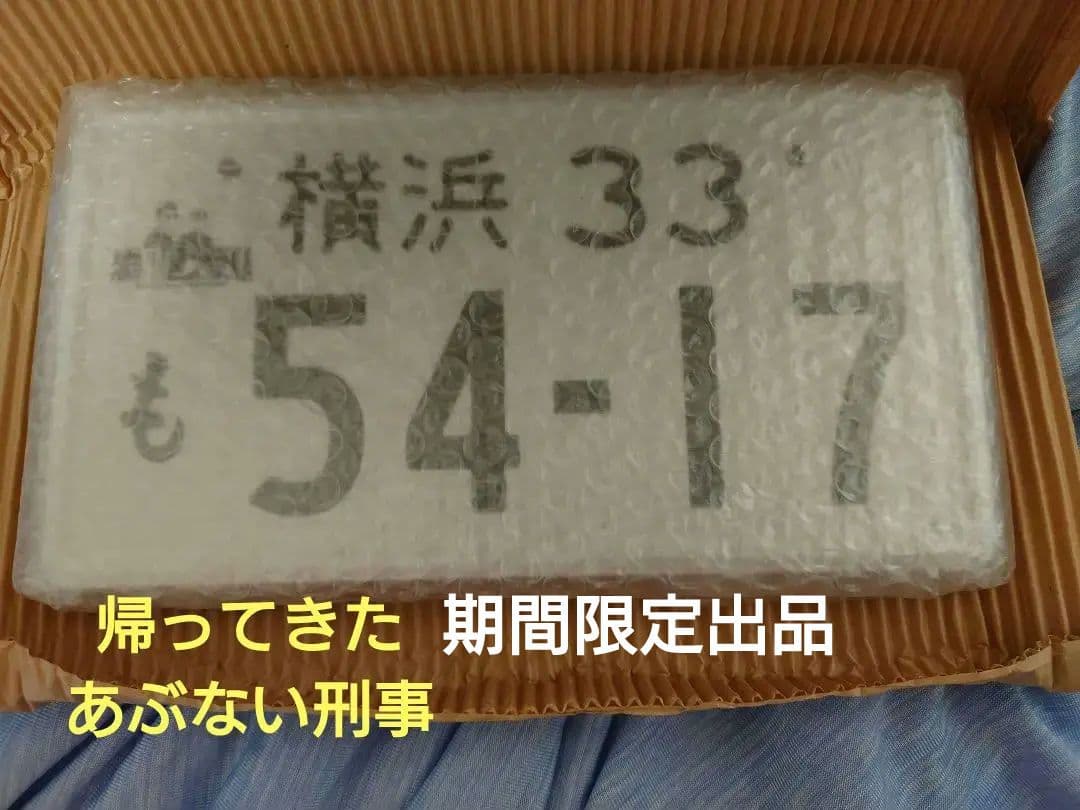 横浜 33
も 54-17
帰ってきた 期間限定出品
あぶない刑事